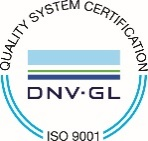 QUALITY SYSTEM CERTIFICATION
DNV·GL
ISO 9001